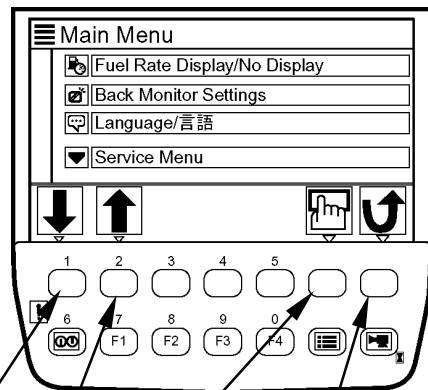 Main Menu
Fuel Rate Display/No Display
Back Monitor Settings
Language/言語
Service Menu
1 2 3 4 5
6 7 8 9 0
F1 F2 F3 F4